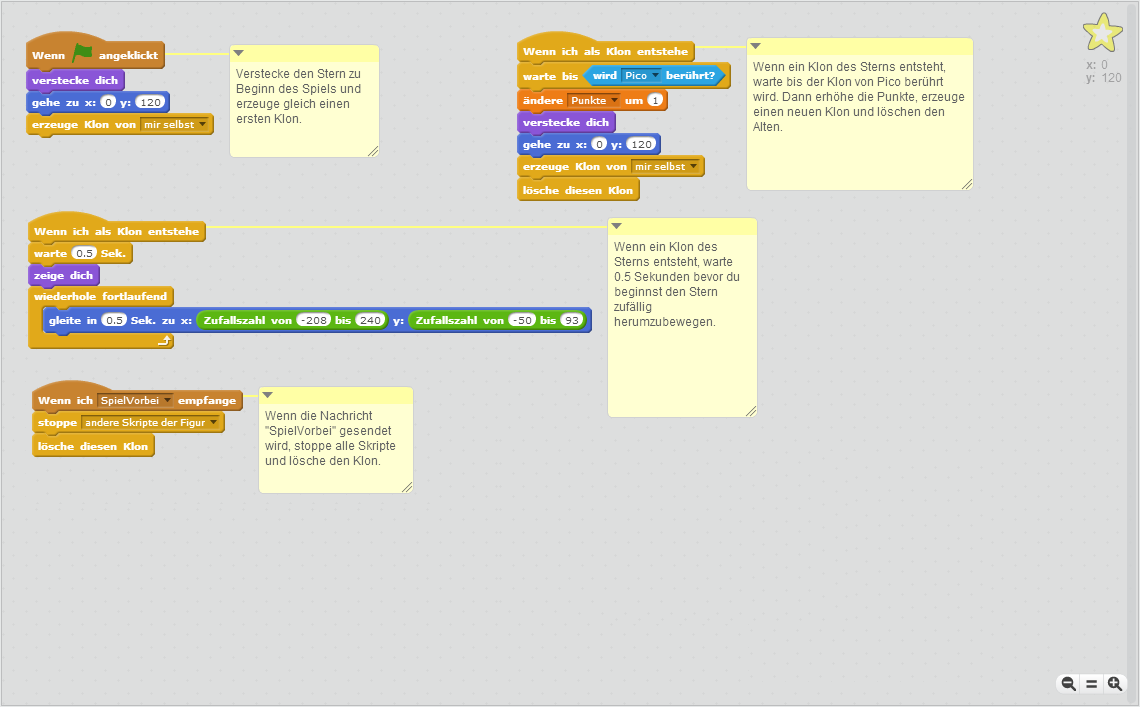 Wenn angeklickt
verstecke dich
gehe zu x: 0 y: 120
erzeuge Klon von mir selbst
Verstecke den Stern zu
Beginn des Spiels und
erzeuge gleich einen
ersten Klon.
Wenn ich als Klon entstehe
warte bis wird Pico berührt?
ändere Punkte um 1
verstecke dich
gehe zu x: 0 y: 120
erzeuge Klon von mir selbst
lösche diesen Klon
Wenn ein Klon des Sterns entsteht,
warte bis der Klon von Pico berührt
wird. Dann erhöhe die Punkte, erzeuge
einen neuen Klon und löschen den
Alten.
x: 0
y: 120
Wenn ich als Klon entstehe
warte 0.5 Sek.
zeige dich
wiederhole fortlaufend
gleite in 0.5 Sek. zu x: Zufallszahl von -208 bis 240 y: Zufallszahl von -50 bis 93
Wenn ein Klon des
Sterns entsteht, warte
0.5 Sekunden bevor du
beginnst den Stern
zufällig
herumzubewegen.
Wenn ich SpielVorbei empfange
stoppe andere Skripte der Figur
lösche diesen Klon
Wenn die Nachricht
"SpielVorbei" gesendet
wird, stoppe alle Skripte
und lösche den Klon.